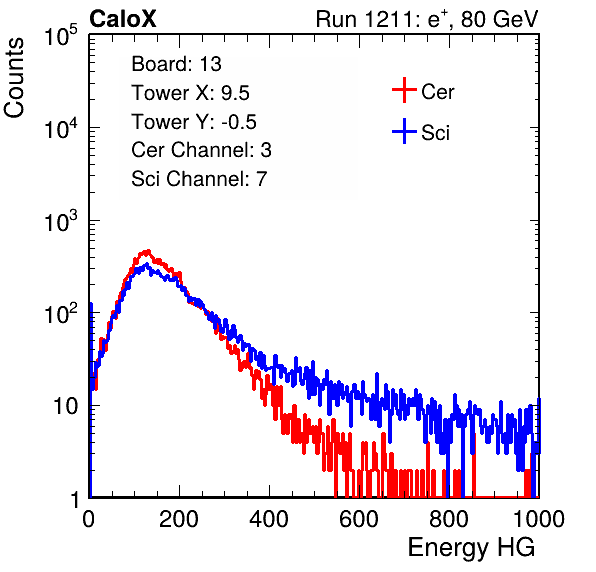 CaloX Run 1211: e⁺, 80 GeV
Counts
10⁵
10⁴
10³
10²
10
1
Board: 13
Tower X: 9.5
Tower Y: -0.5
Cer Channel: 3
Sci Channel: 7
Cer
Sci
0 200 400 600 800 1000
Energy HG